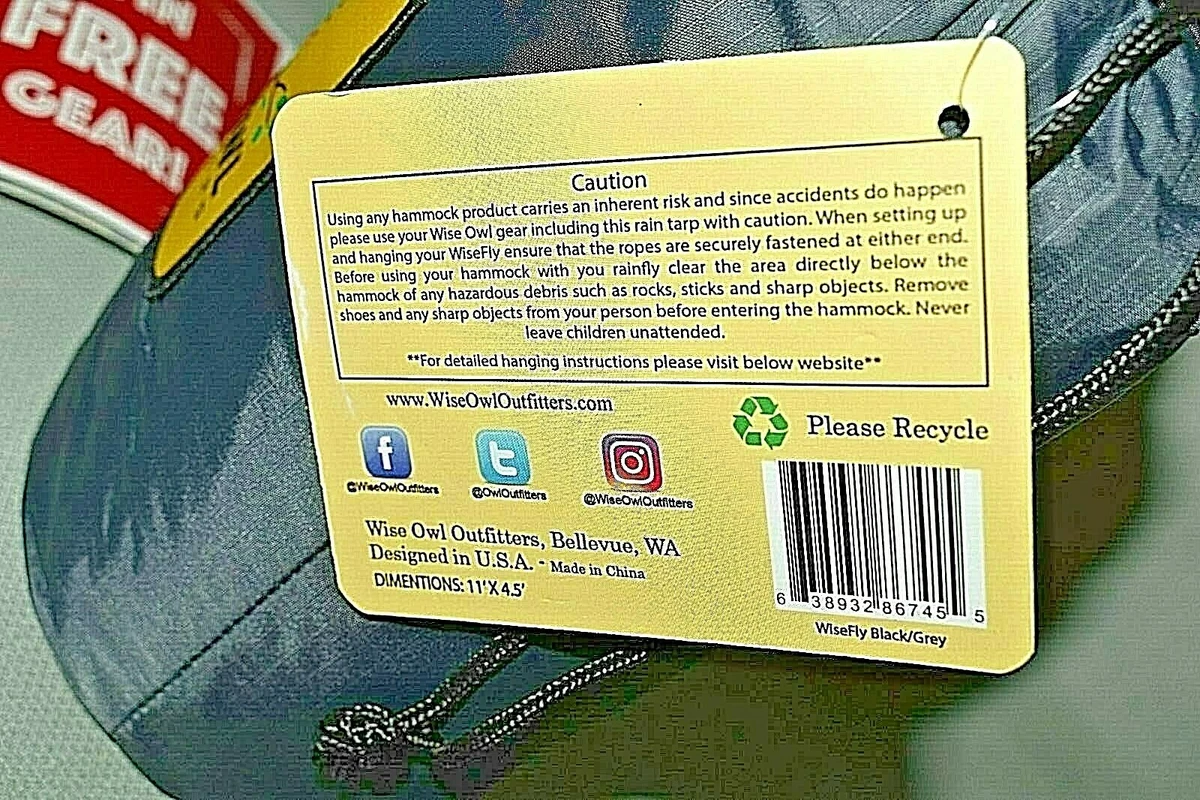 IN
FREE
GEAR!
Caution
Using any hammock product carries an inherent risk and since accidents do happen
please use your Wise Owl gear including this rain tarp with caution. When setting up
and hanging your WiseFly ensure that the ropes are securely fastened at either end.
Before using your hammock with you rainfly clear the area directly below the
hammock of any hazardous debris such as rocks, sticks and sharp objects. Remove
shoes and any sharp objects from your person before entering the hammock. Never
leave children unattended.
**For detailed hanging instructions please visit below website**
www.WiseOwlOutfitters.com
Please Recycle
@WiseOwlOutfitters
@OwlOutfitters
@WiseOwlOutfitters
Wise Owl Outfitters, Bellevue, WA
Designed in U.S.A. - Made in China
DIMENTIONS: 11'X 4.5'
6 38932 86745 5
WiseFly Black/Grey